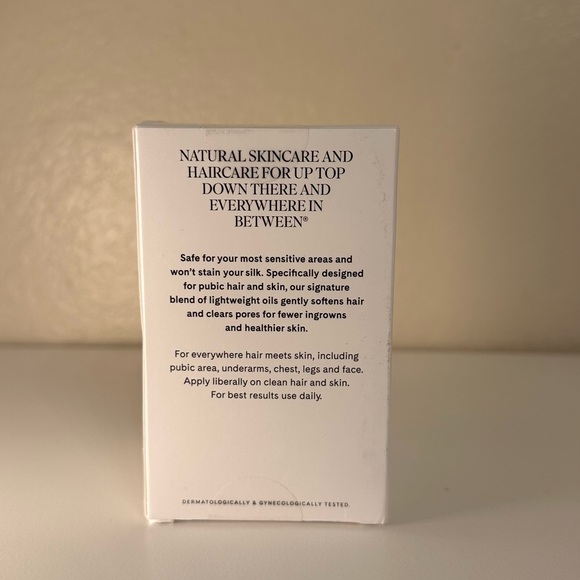 NATURAL SKINCARE AND
HAIRCARE FOR UP TOP
DOWN THERE AND
EVERYWHERE IN
BETWEEN®
Safe for your most sensitive areas and
won't stain your silk. Specifically designed
for pubic hair and skin, our signature
blend of lightweight oils gently softens hair
and clears pores for fewer ingrowns
and healthier skin.
For everywhere hair meets skin, including
pubic area, underarms, chest, legs and face.
Apply liberally on clean hair and skin.
For best results use daily.
DERMATOLOGICALLY & GYNECOLOGICALLY TESTED.